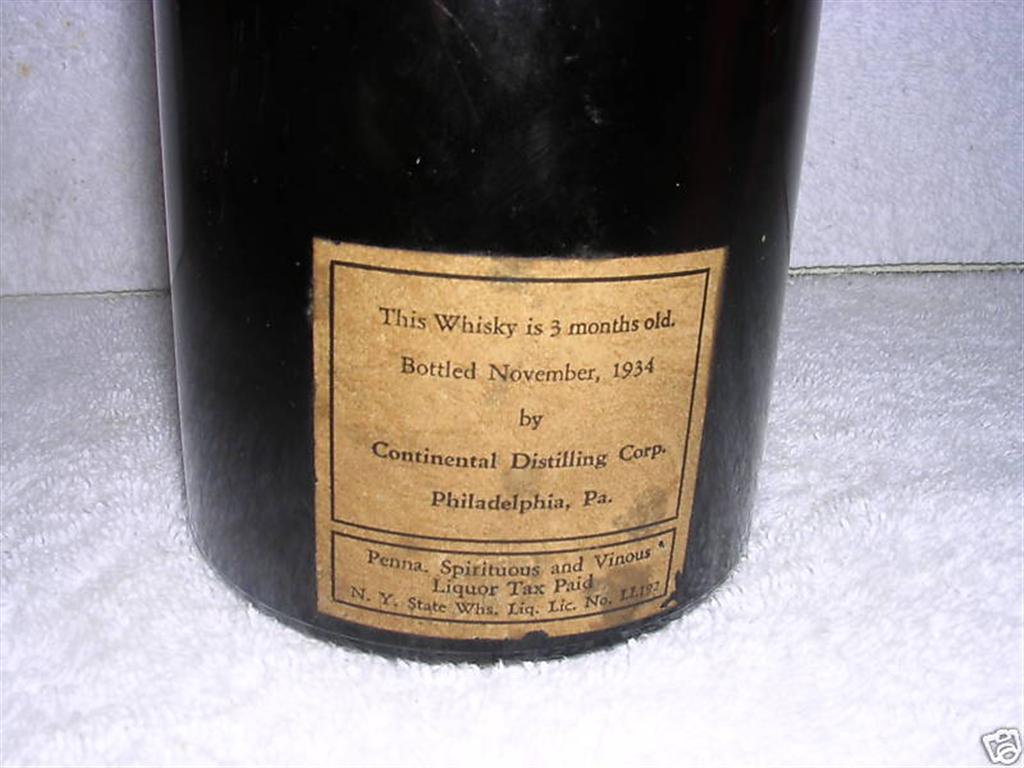 This Whisky is 3 months old.
Bottled November, 1934
by
Continental Distilling Corp.
Philadelphia, Pa.
Penna. Spirituous and Vinous
Liquor Tax Paid
N. Y. State Whs. Liq. Lic. No.